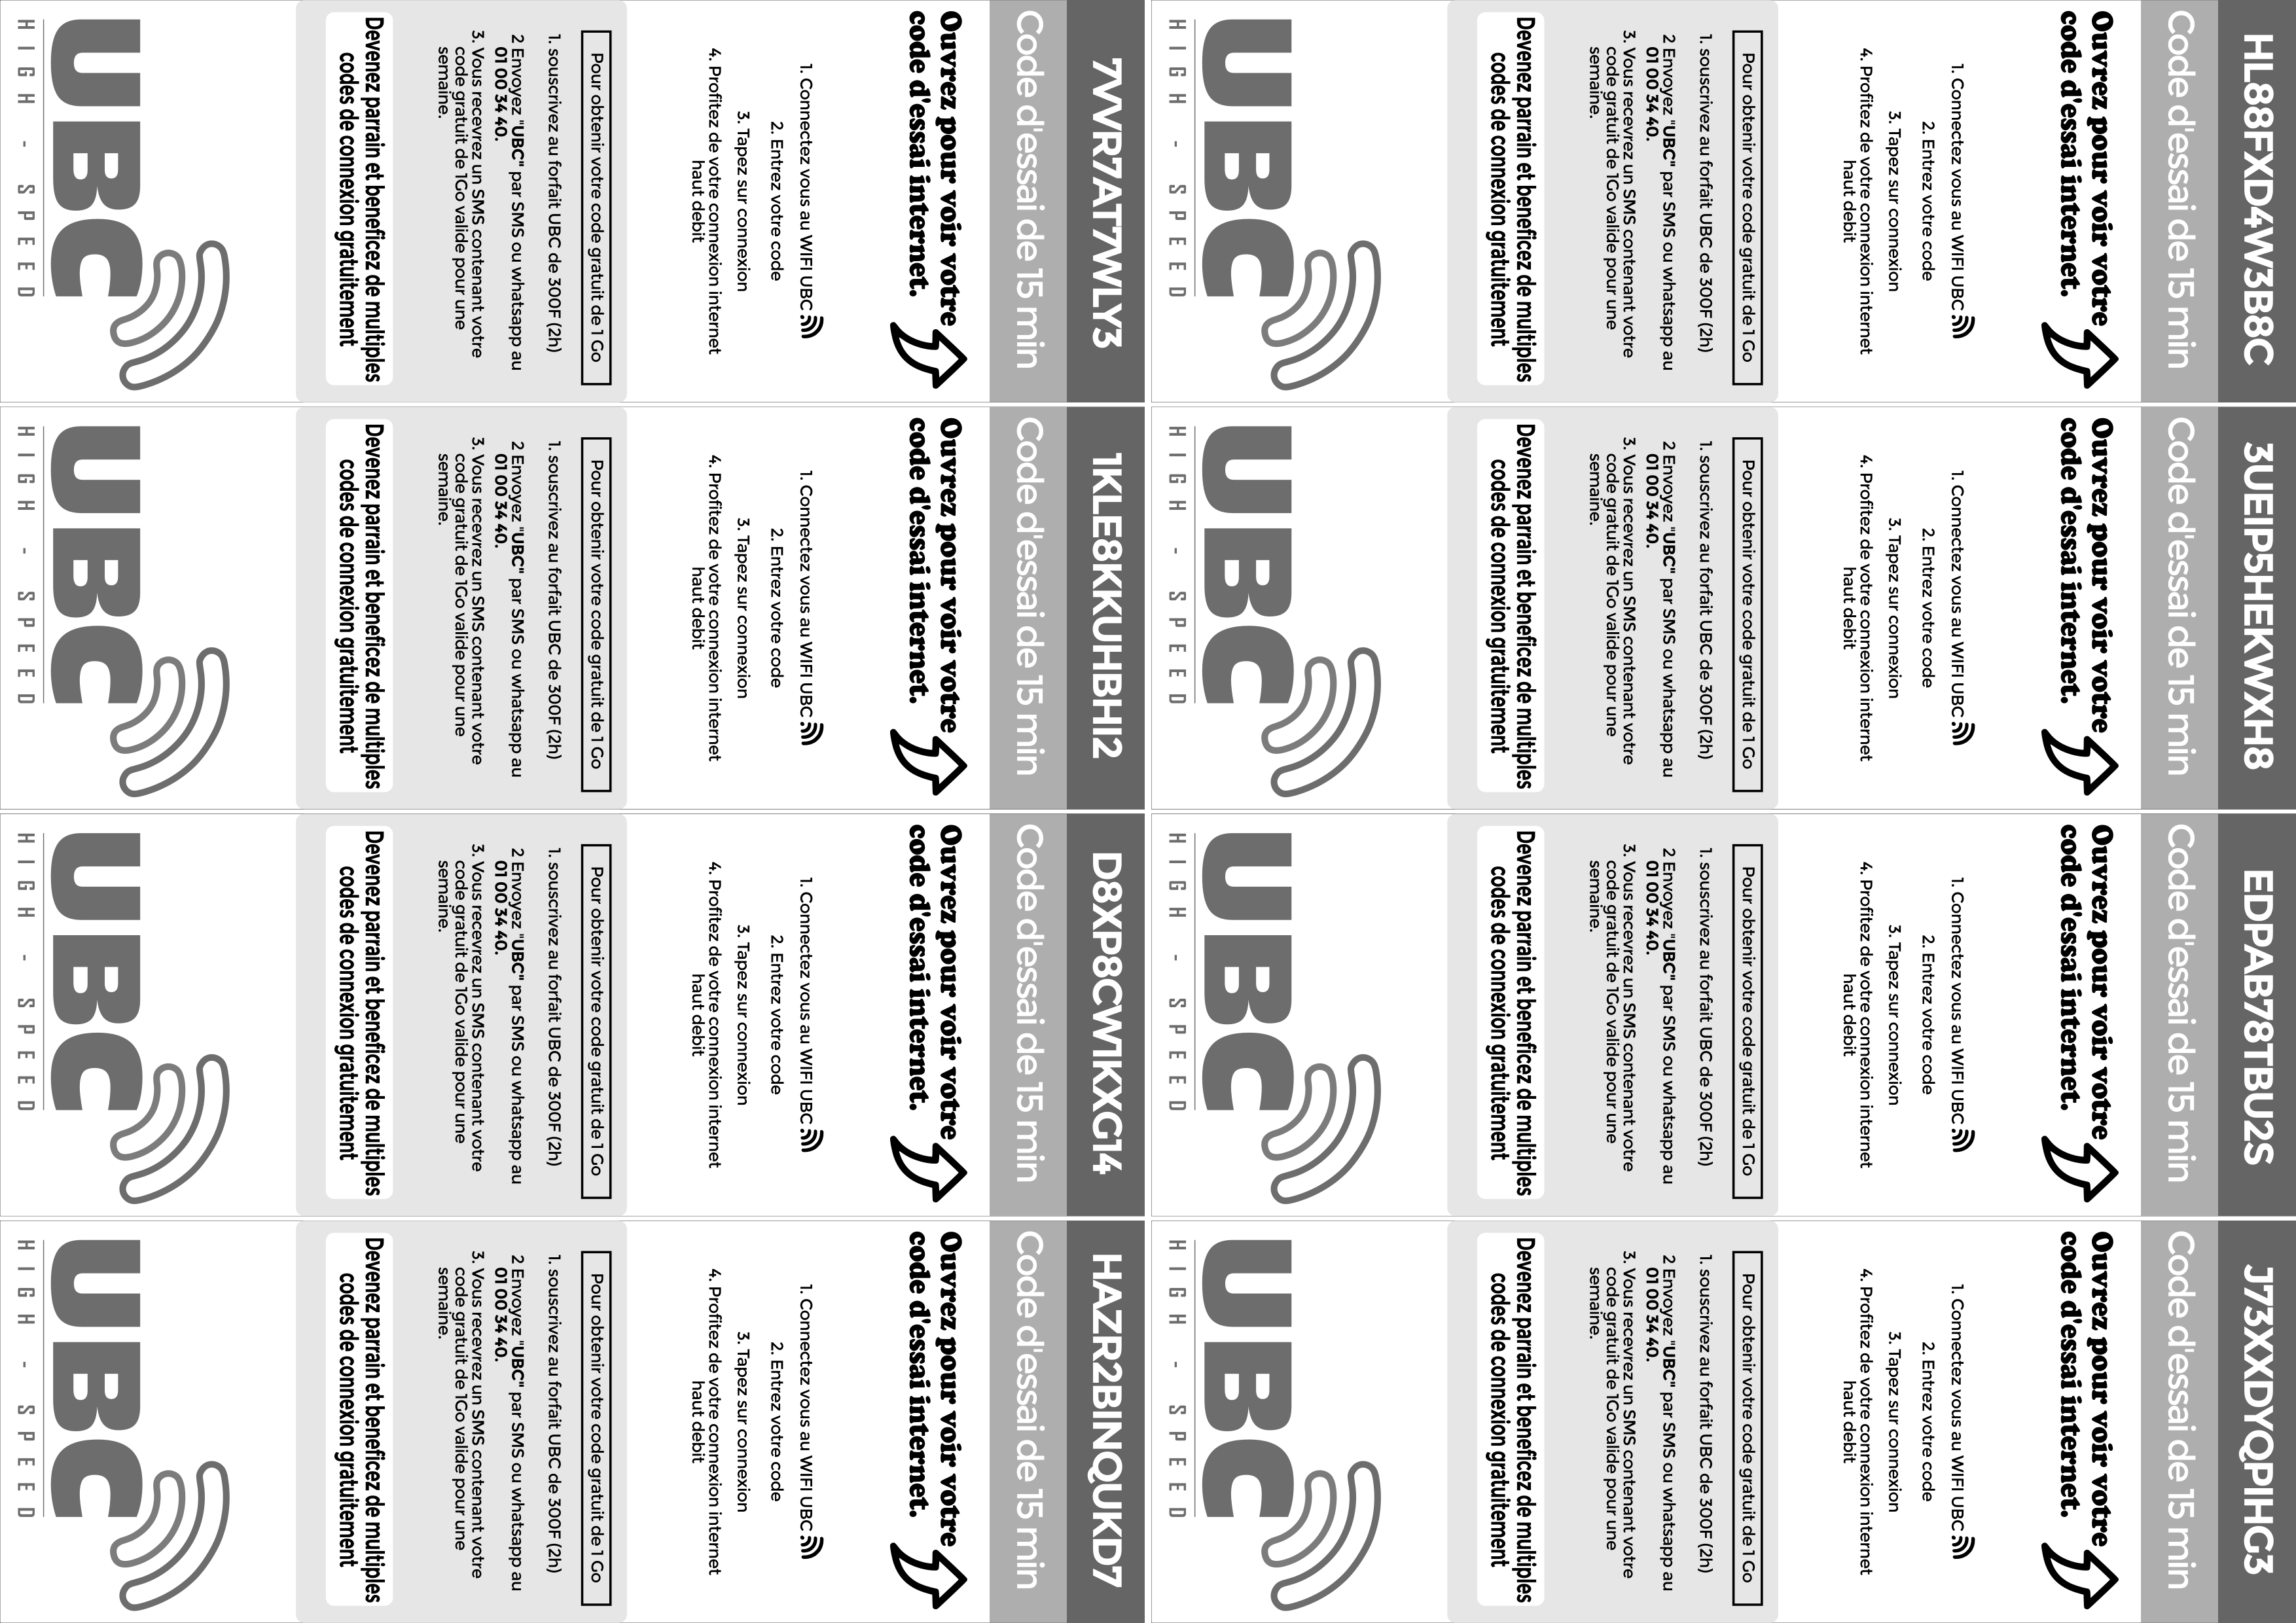 HL88FXD4W3B8C
Code d'essai de 15 min
Ouvrez pour voir votre
code d'essai internet.
1. Connectez vous au WIFI UBC
2. Entrez votre code
3. Tapez sur connexion
4. Profitez de votre connexion internet
haut debit
Pour obtenir votre code gratuit de 1 Go
1. souscrivez au forfait UBC de 300F (2h)
2 Envoyez "UBC" par SMS ou whatsapp au
01 00 34 40.
3. Vous recevrez un SMS contenant votre
code gratuit de 1Go valide pour une
semaine.
Devenez parrain et beneficez de multiples
codes de connexion gratuitement
UBC
HIGH - SPEED
3UEIP5HEKWXH8
Code d'essai de 15 min
Ouvrez pour voir votre
code d'essai internet.
1. Connectez vous au WIFI UBC
2. Entrez votre code
3. Tapez sur connexion
4. Profitez de votre connexion internet
haut debit
Pour obtenir votre code gratuit de 1 Go
1. souscrivez au forfait UBC de 300F (2h)
2 Envoyez "UBC" par SMS ou whatsapp au
01 00 34 40.
3. Vous recevrez un SMS contenant votre
code gratuit de 1Go valide pour une
semaine.
Devenez parrain et beneficez de multiples
codes de connexion gratuitement
UBC
HIGH - SPEED
EDPAB78TBU2S
Code d'essai de 15 min
Ouvrez pour voir votre
code d'essai internet.
1. Connectez vous au WIFI UBC
2. Entrez votre code
3. Tapez sur connexion
4. Profitez de votre connexion internet
haut debit
Pour obtenir votre code gratuit de 1 Go
1. souscrivez au forfait UBC de 300F (2h)
2 Envoyez "UBC" par SMS ou whatsapp au
01 00 34 40.
3. Vous recevrez un SMS contenant votre
code gratuit de 1Go valide pour une
semaine.
Devenez parrain et beneficez de multiples
codes de connexion gratuitement
UBC
HIGH - SPEED
J73XXDYQPIHG3
Code d'essai de 15 min
Ouvrez pour voir votre
code d'essai internet.
1. Connectez vous au WIFI UBC
2. Entrez votre code
3. Tapez sur connexion
4. Profitez de votre connexion internet
haut debit
Pour obtenir votre code gratuit de 1 Go
1. souscrivez au forfait UBC de 300F (2h)
2 Envoyez "UBC" par SMS ou whatsapp au
01 00 34 40.
3. Vous recevrez un SMS contenant votre
code gratuit de 1Go valide pour une
semaine.
Devenez parrain et beneficez de multiples
codes de connexion gratuitement
UBC
HIGH - SPEED
7VVR7AT7WLY3
Code d'essai de 15 min
Ouvrez pour voir votre
code d'essai internet.
1. Connectez vous au WIFI UBC
2. Entrez votre code
3. Tapez sur connexion
4. Profitez de votre connexion internet
haut debit
Pour obtenir votre code gratuit de 1 Go
1. souscrivez au forfait UBC de 300F (2h)
2 Envoyez "UBC" par SMS ou whatsapp au
01 00 34 40.
3. Vous recevrez un SMS contenant votre
code gratuit de 1Go valide pour une
semaine.
Devenez parrain et beneficez de multiples
codes de connexion gratuitement
UBC
HIGH - SPEED
1KLE8KKUHBHI2
Code d'essai de 15 min
Ouvrez pour voir votre
code d'essai internet.
1. Connectez vous au WIFI UBC
2. Entrez votre code
3. Tapez sur connexion
4. Profitez de votre connexion internet
haut debit
Pour obtenir votre code gratuit de 1 Go
1. souscrivez au forfait UBC de 300F (2h)
2 Envoyez "UBC" par SMS ou whatsapp au
01 00 34 40.
3. Vous recevrez un SMS contenant votre
code gratuit de 1Go valide pour une
semaine.
Devenez parrain et beneficez de multiples
codes de connexion gratuitement
UBC
HIGH - SPEED
D8XP8CW1KXG14
Code d'essai de 15 min
Ouvrez pour voir votre
code d'essai internet.
1. Connectez vous au WIFI UBC
2. Entrez votre code
3. Tapez sur connexion
4. Profitez de votre connexion internet
haut debit
Pour obtenir votre code gratuit de 1 Go
1. souscrivez au forfait UBC de 300F (2h)
2 Envoyez "UBC" par SMS ou whatsapp au
01 00 34 40.
3. Vous recevrez un SMS contenant votre
code gratuit de 1Go valide pour une
semaine.
Devenez parrain et beneficez de multiples
codes de connexion gratuitement
UBC
HIGH - SPEED
HAZR2BINQUKD7
Code d'essai de 15 min
Ouvrez pour voir votre
code d'essai internet.
1. Connectez vous au WIFI UBC
2. Entrez votre code
3. Tapez sur connexion
4. Profitez de votre connexion internet
haut debit
Pour obtenir votre code gratuit de 1 Go
1. souscrivez au forfait UBC de 300F (2h)
2 Envoyez "UBC" par SMS ou whatsapp au
01 00 34 40.
3. Vous recevrez un SMS contenant votre
code gratuit de 1Go valide pour une
semaine.
Devenez parrain et beneficez de multiples
codes de connexion gratuitement
UBC
HIGH - SPEED